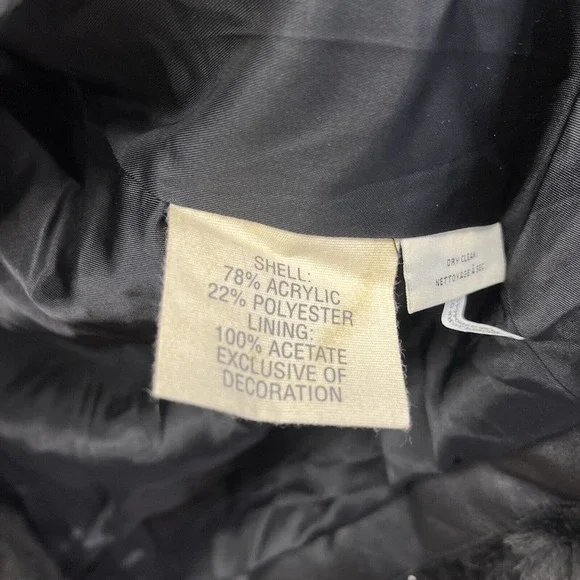 SHELL:
78% ACRYLIC
22% POLYESTER
LINING:
100% ACETATE
EXCLUSIVE OF
DECORATION
DRY CLEAN
NETTOYAGE À SEC